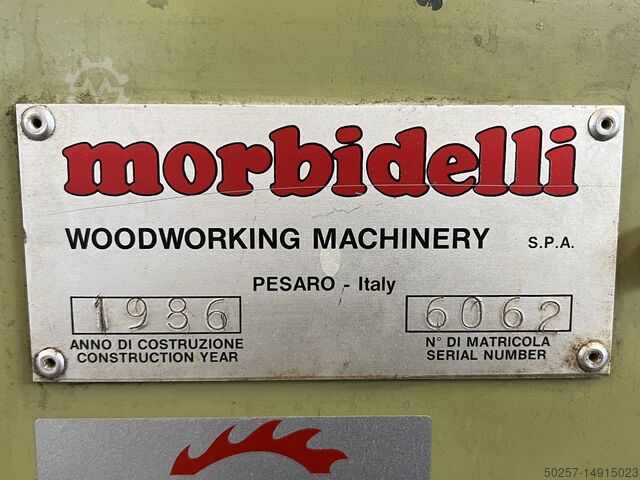 morbidelli
WOODWORKING MACHINERY S.P.A.
PESARO - Italy
1986 6062
ANNO DI COSTRUZIONE N° DI MATRICOLA
CONSTRUCTION YEAR SERIAL NUMBER
50257-14915023